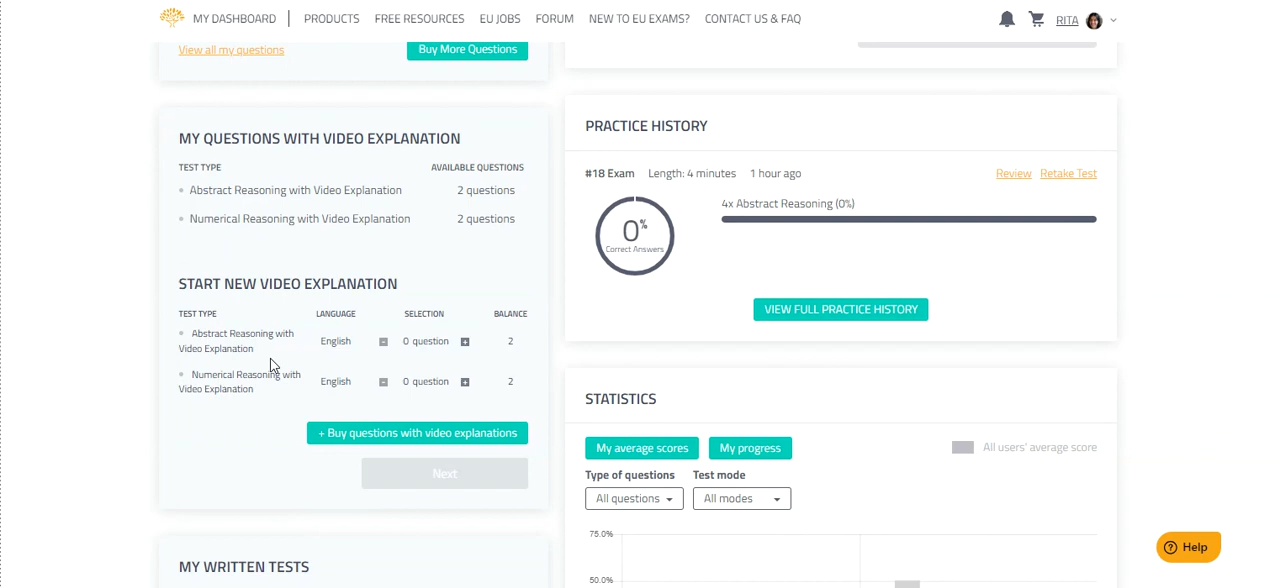 MY DASHBOARD PRODUCTS FREE RESOURCES EU JOBS FORUM NEW TO EU EXAMS? CONTACT US & FAQ RITA
View all my questions Buy More Questions
MY QUESTIONS WITH VIDEO EXPLANATION
TEST TYPE AVAILABLE QUESTIONS
Abstract Reasoning with Video Explanation 2 questions
Numerical Reasoning with Video Explanation 2 questions
START NEW VIDEO EXPLANATION
TEST TYPE LANGUAGE SELECTION BALANCE
Abstract Reasoning with
Video Explanation English - 0 question + 2
Numerical Reasoning with
Video Explanation English - 0 question + 2
+ Buy questions with video explanations
Next
MY WRITTEN TESTS
PRACTICE HISTORY
#18 Exam Length: 4 minutes 1 hour ago Review Retake Test
4x Abstract Reasoning (0%)
0%
Correct Answers
VIEW FULL PRACTICE HISTORY
STATISTICS
My average scores My progress All users' average score
Type of questions Test mode
All questions All modes
75.0%
50.0%
? Help